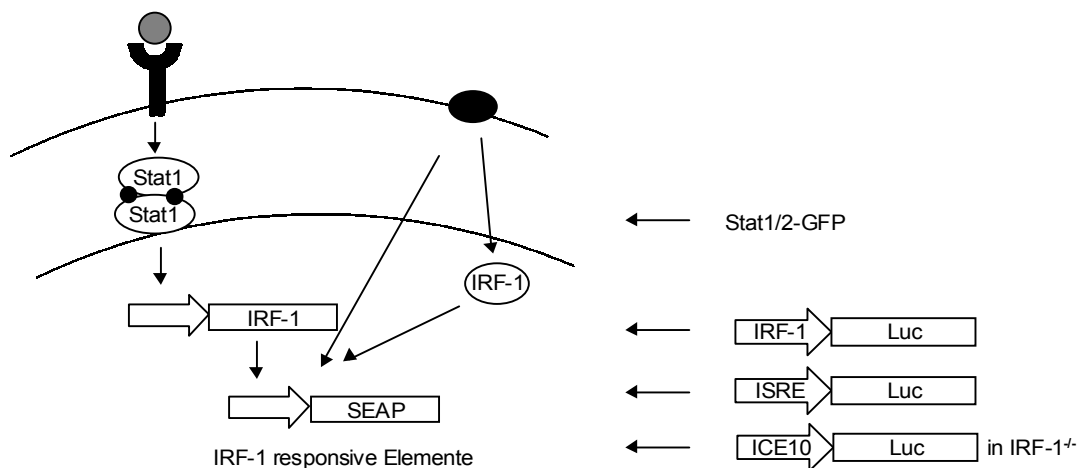 Stat1
Stat1
Stat1/2-GFP
IRF-1
IRF-1
IRF-1 Luc
ISRE Luc
SEAP
ICE10 Luc in IRF-1-/-
IRF-1 responsive Elemente